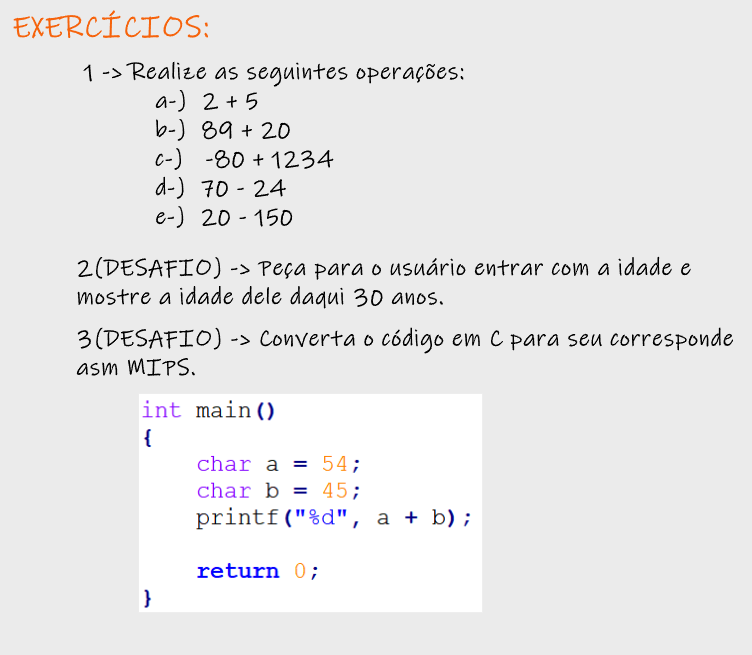 EXERCÍCIOS:
1 -> Realize as seguintes operações:
a-) 2 + 5
b-) 89 + 20
c-) -80 + 1234
d-) 70 - 24
e-) 20 - 150
2(DESAFIO) -> Peça para o usuário entrar com a idade e
mostre a idade dele daqui 30 anos.
3(DESAFIO) -> Converta o código em C para seu corresponde
asm MIPS.
int main()
{
    char a = 54;
    char b = 45;
    printf("%d", a + b);
    return 0;
}